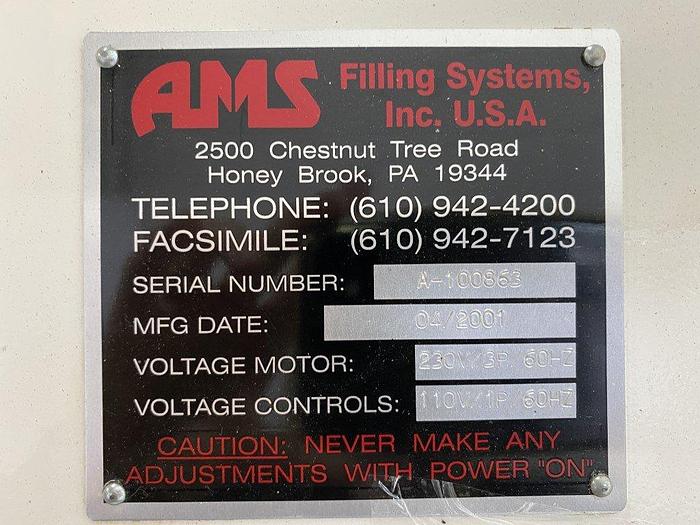 AMS Filling Systems,
Inc. U.S.A.
2500 Chestnut Tree Road
Honey Brook, PA 19344
TELEPHONE: (610) 942-4200
FACSIMILE: (610) 942-7123
SERIAL NUMBER: A-100863
MFG DATE: 04/2001
VOLTAGE MOTOR: 230V/3P/60HZ
VOLTAGE CONTROLS: 110V/1P/60HZ
CAUTION: NEVER MAKE ANY
ADJUSTMENTS WITH POWER "ON"